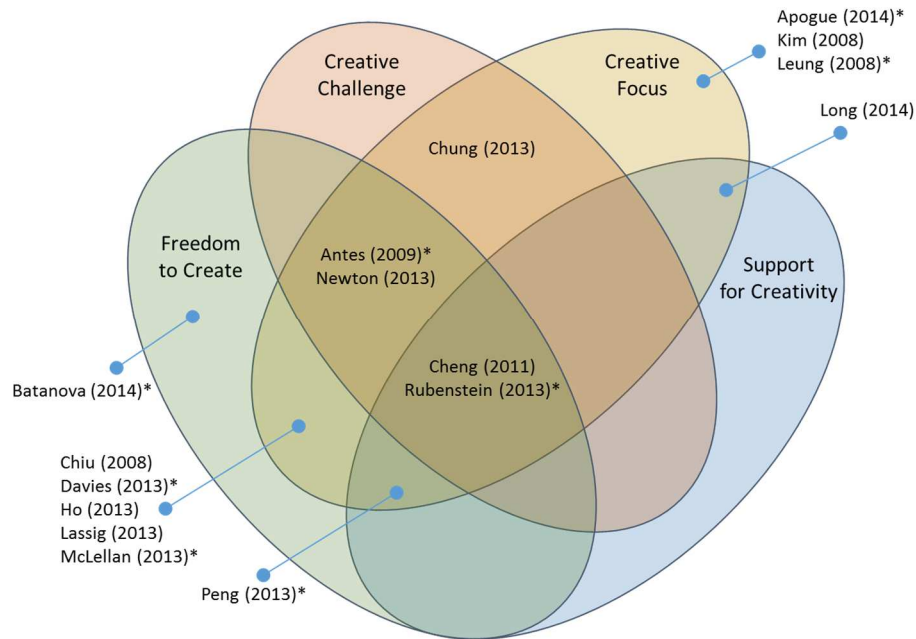 Apogue (2014)*
Kim (2008)
Leung (2008)*
Creative
Challenge
Creative
Focus
Long (2014)
Chung (2013)
Freedom
to Create
Antes (2009)*
Newton (2013)
Support
for Creativity
Cheng (2011)
Rubenstein (2013)*
Batanova (2014)*
Chiu (2008)
Davies (2013)*
Ho (2013)
Lassig (2013)
McLellan (2013)*
Peng (2013)*